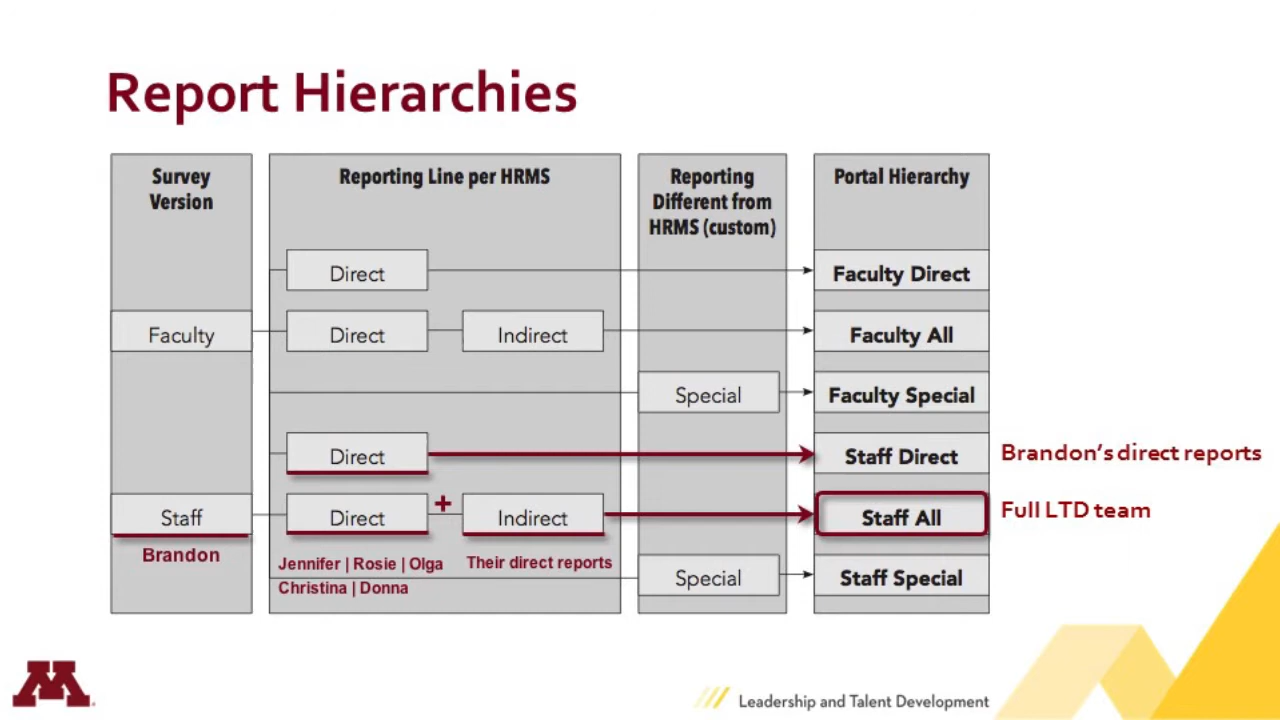 Report Hierarchies
Survey
Version
Reporting Line per HRMS
Reporting
Different from
HRMS (custom)
Portal Hierarchy
Direct
Faculty Direct
Faculty
Direct
Indirect
Faculty All
Special
Faculty Special
Direct
Staff Direct
Brandon's direct reports
Staff
Direct
+
Indirect
Staff All
Full LTD team
Brandon
Jennifer | Rosie | Olga
Christina | Donna
Their direct reports
Special
Staff Special
M
Leadership and Talent Development